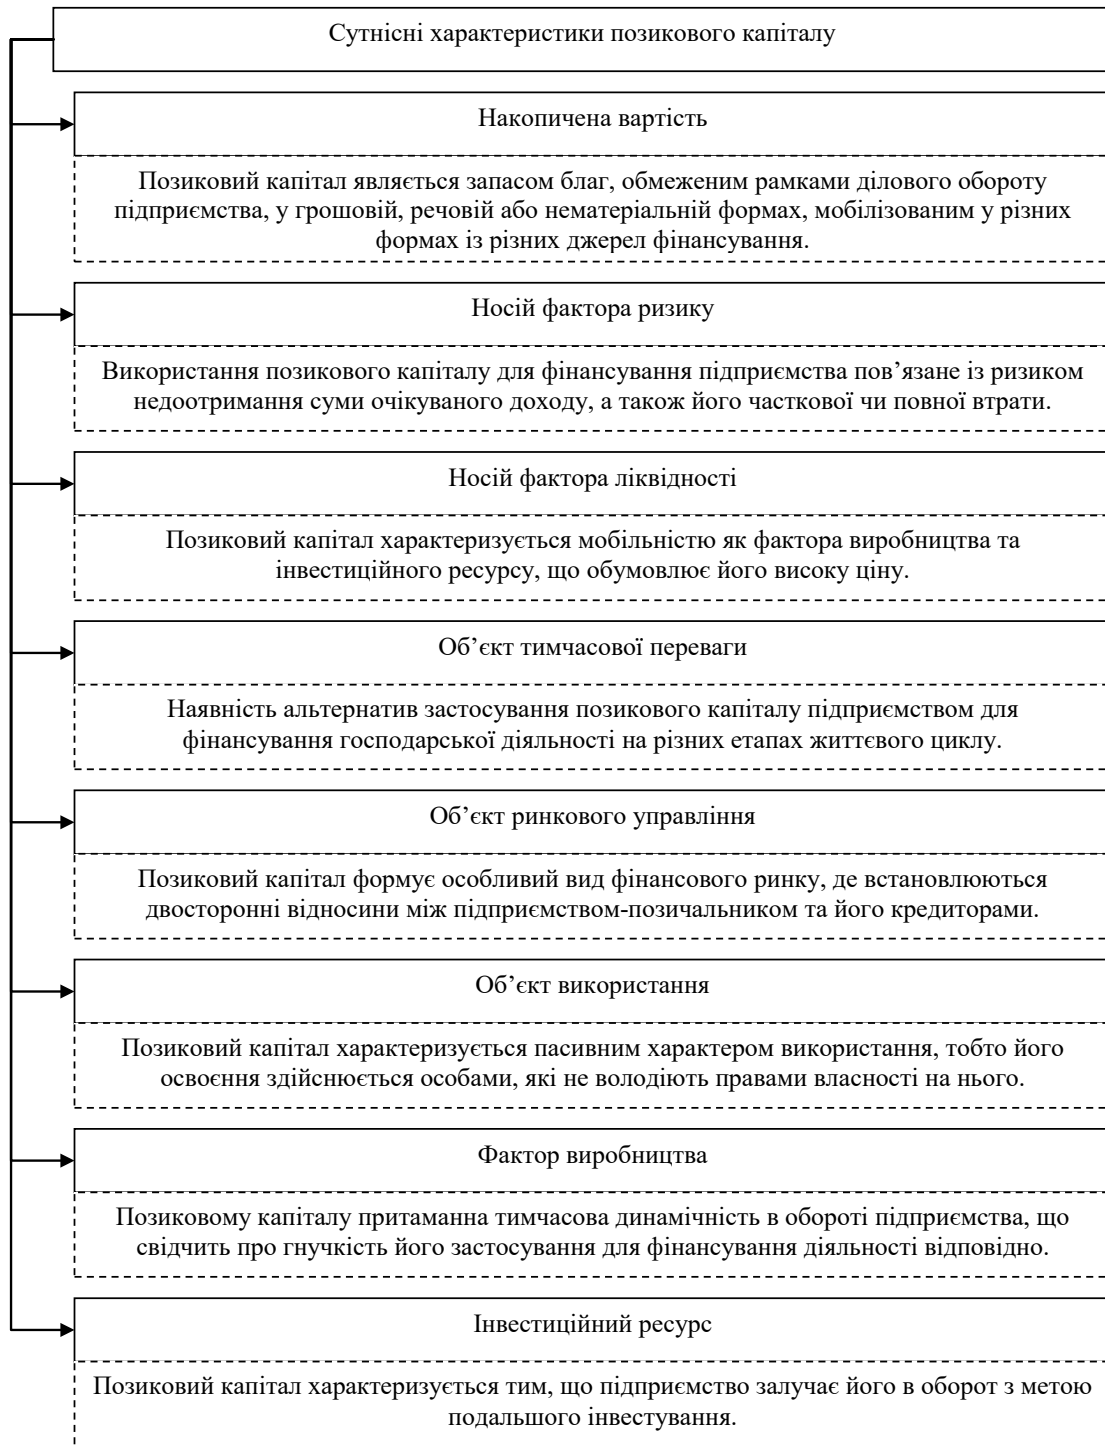 Сутнісні характеристики позикового капіталу
Накопичена вартість
Позиковий капітал являється запасом благ, обмеженим рамками ділового обороту
підприємства, у грошовій, речовій або нематеріальній формах, мобілізованим у різних
формах із різних джерел фінансування.
Носій фактора ризику
Використання позикового капіталу для фінансування підприємства пов’язане із ризиком
недоотримання суми очікуваного доходу, а також його часткової чи повної втрати.
Носій фактора ліквідності
Позиковий капітал характеризується мобільністю як фактора виробництва та
інвестиційного ресурсу, що обумовлює його високу ціну.
Об’єкт тимчасової переваги
Наявність альтернатив застосування позикового капіталу підприємством для
фінансування господарської діяльності на різних етапах життєвого циклу.
Об’єкт ринкового управління
Позиковий капітал формує особливий вид фінансового ринку, де встановлюються
двосторонні відносини між підприємством-позичальником та його кредиторами.
Об’єкт використання
Позиковий капітал характеризується пасивним характером використання, тобто його
освоєння здійснюється особами, які не володіють правами власності на нього.
Фактор виробництва
Позиковому капіталу притаманна тимчасова динамічність в обороті підприємства, що
свідчить про гнучкість його застосування для фінансування діяльності відповідно.
Інвестиційний ресурс
Позиковий капітал характеризується тим, що підприємство залучає його в оборот з метою
подальшого інвестування.